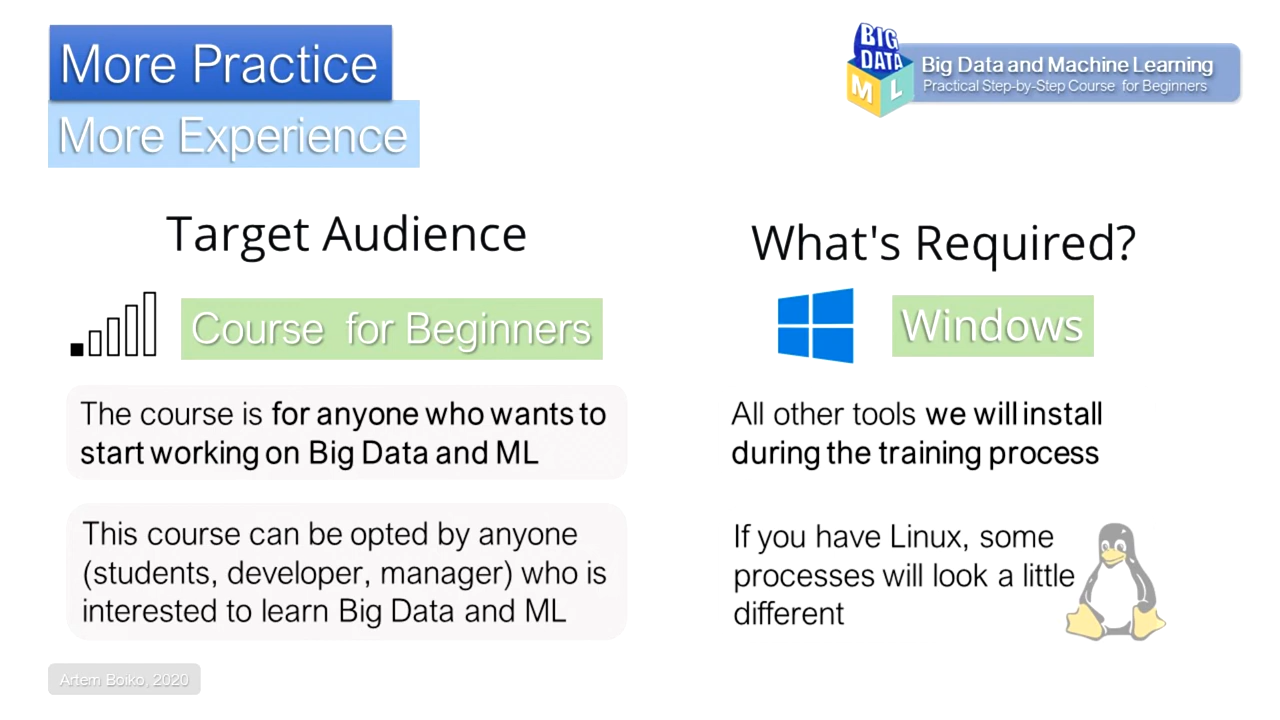 More Practice
More Experience
BIG
DATA
M L
Big Data and Machine Learning
Practical Step-by-Step Course for Beginners
Target Audience
Course for Beginners
The course is for anyone who wants to
start working on Big Data and ML
This course can be opted by anyone
(students, developer, manager) who is
interested to learn Big Data and ML
What's Required?
Windows
All other tools we will install
during the training process
If you have Linux, some
processes will look a little
different
Artem Boiko, 2020